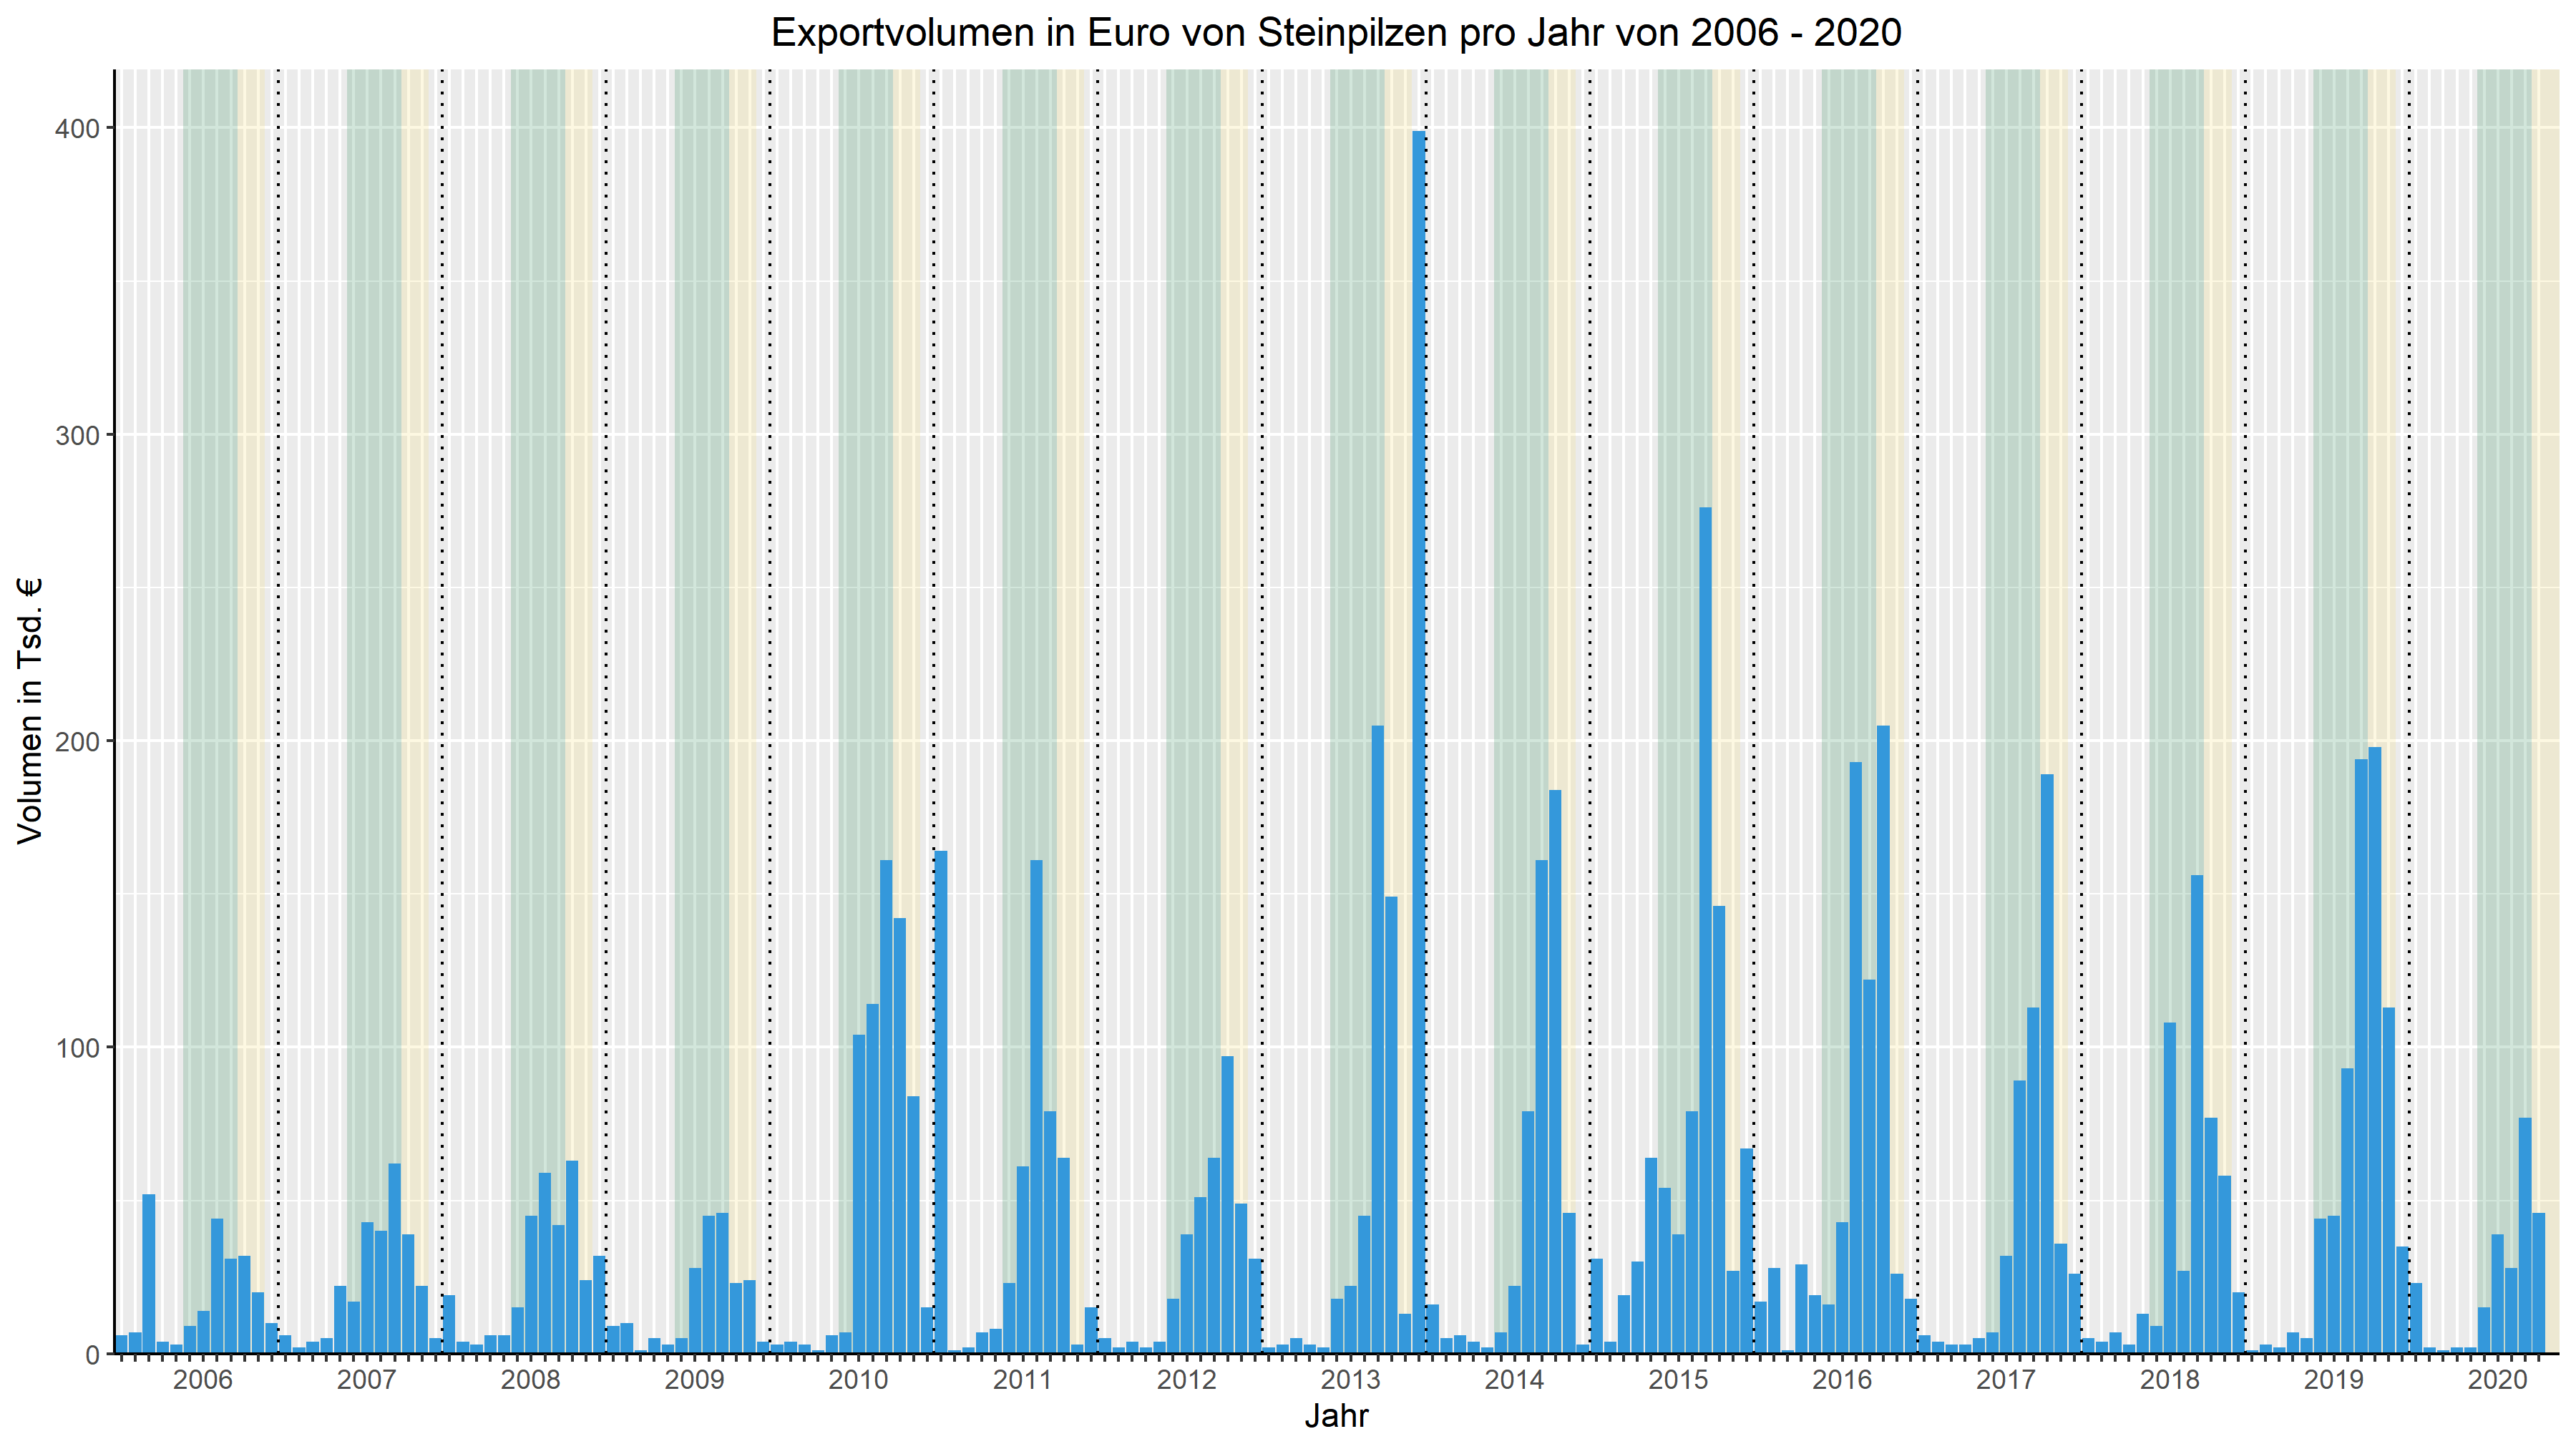 Exportvolumen in Euro von Steinpilzen pro Jahr von 2006 - 2020
Volumen in Tsd. €
400
300
200
100
0
2006 2007 2008 2009 2010 2011 2012 2013 2014 2015 2016 2017 2018 2019 2020
Jahr